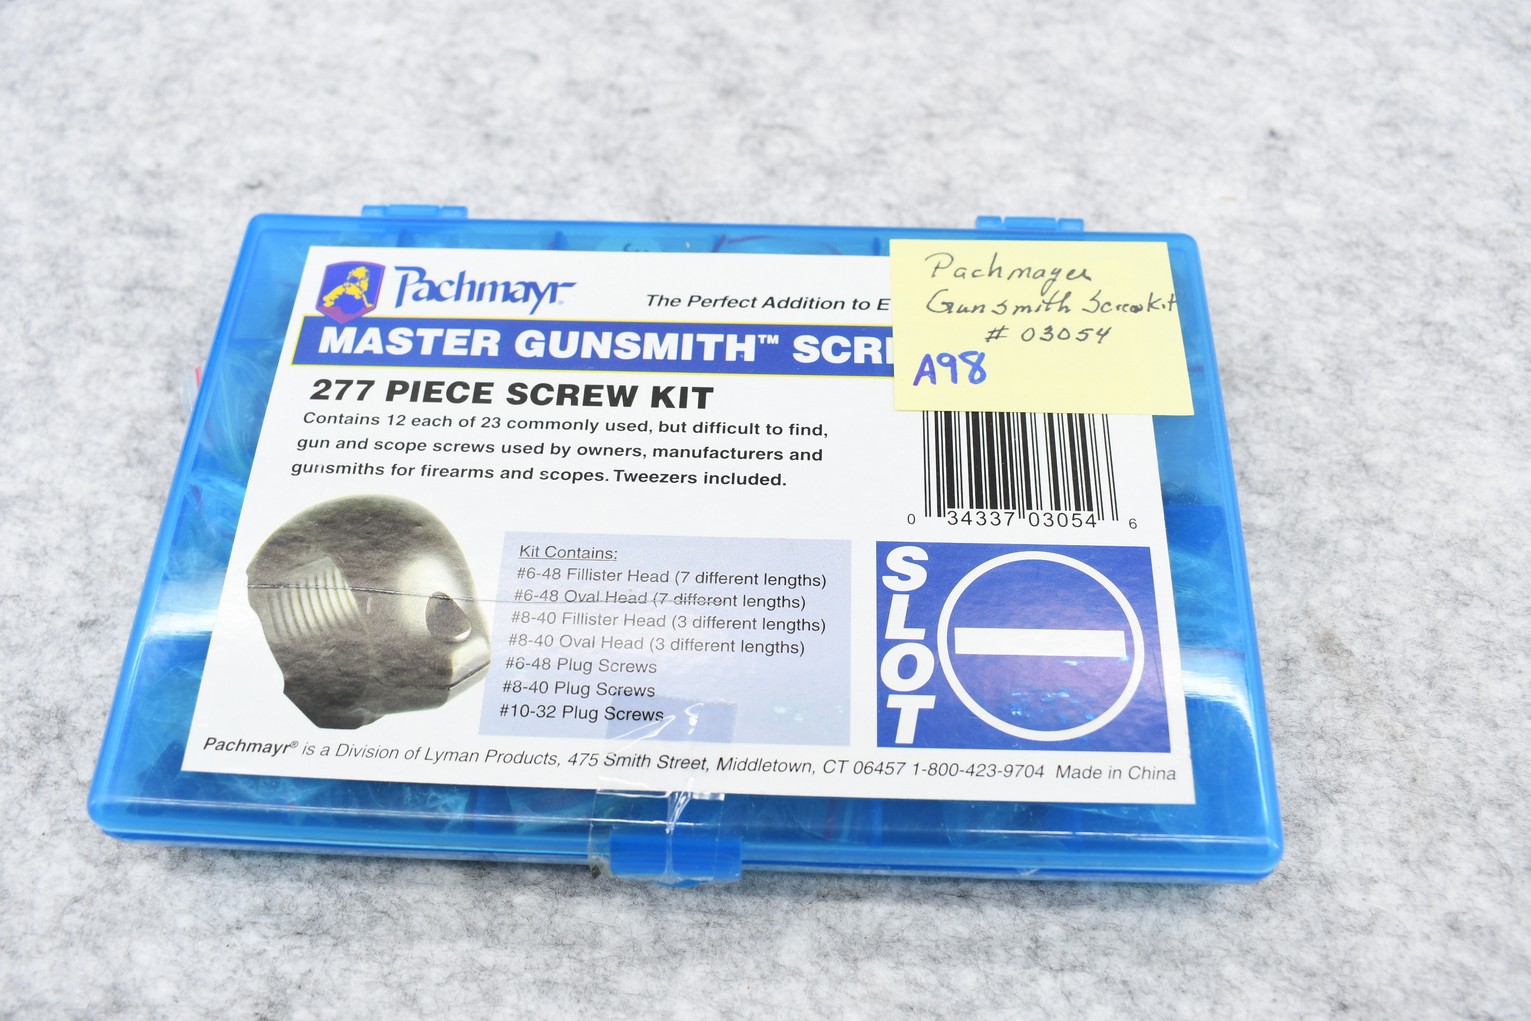 Pachmayr®
The Perfect Addition to E
MASTER GUNSMITH™ SCR
277 PIECE SCREW KIT
Contains 12 each of 23 commonly used, but difficult to find,
gun and scope screws used by owners, manufacturers and
gunsmiths for firearms and scopes. Tweezers included.
Pachmayer
Gunsmith Screw Kit
# 03054
A98
0 34337 03054 6
Kit Contains:
#6-48 Fillister Head (7 different lengths)
#6-48 Oval Head (7 different lengths)
#8-40 Fillister Head (3 different lengths)
#8-40 Oval Head (3 different lengths)
#6-48 Plug Screws
#8-40 Plug Screws
#10-32 Plug Screws
SLOT
Pachmayr® is a Division of Lyman Products, 475 Smith Street, Middletown, CT 06457 1-800-423-9704 Made in China